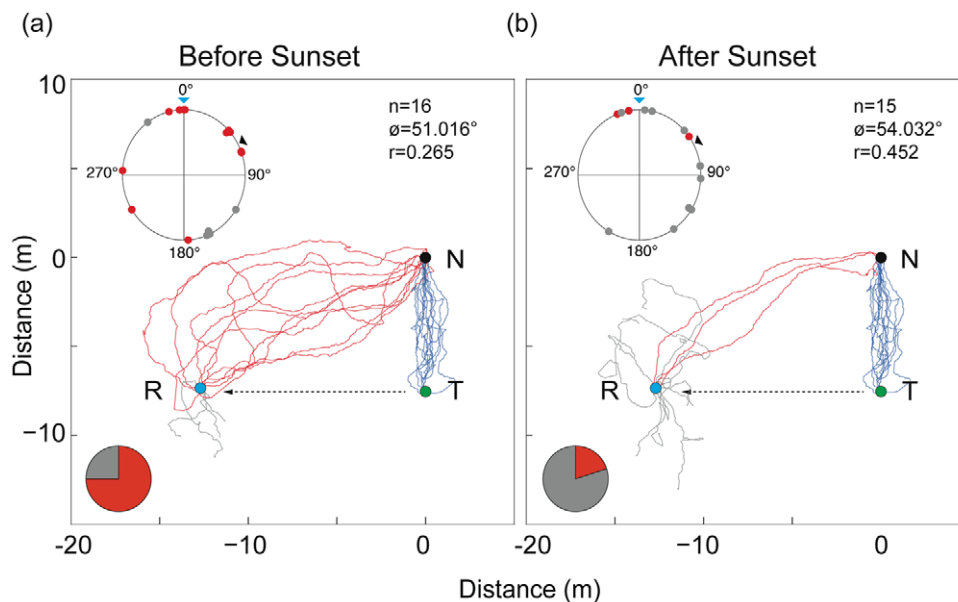 (a)
Before Sunset
(b)
After Sunset
10
0
−10
Distance (m)
0°
90°
180°
270°
n=16
ø=51.016°
r=0.265
N
R
T
−20
−10
0
0°
90°
180°
270°
n=15
ø=54.032°
r=0.452
N
R
T
−20
−10
0
Distance (m)